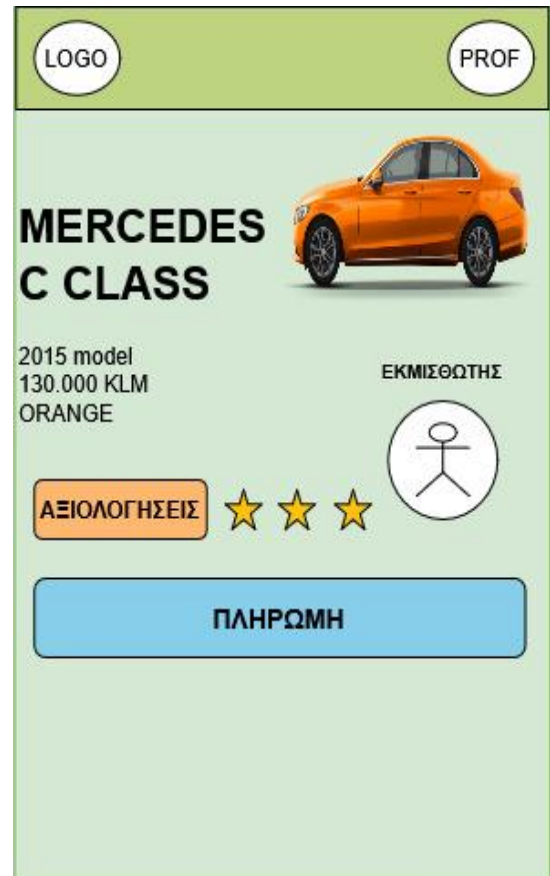 LOGO
PROF
MERCEDES
C CLASS
2015 model
130.000 KLM
ORANGE
ΕΚΜΙΣΘΩΤΗΣ
ΑΞΙΟΛΟΓΗΣΕΙΣ
ΠΛΗΡΩΜΗ